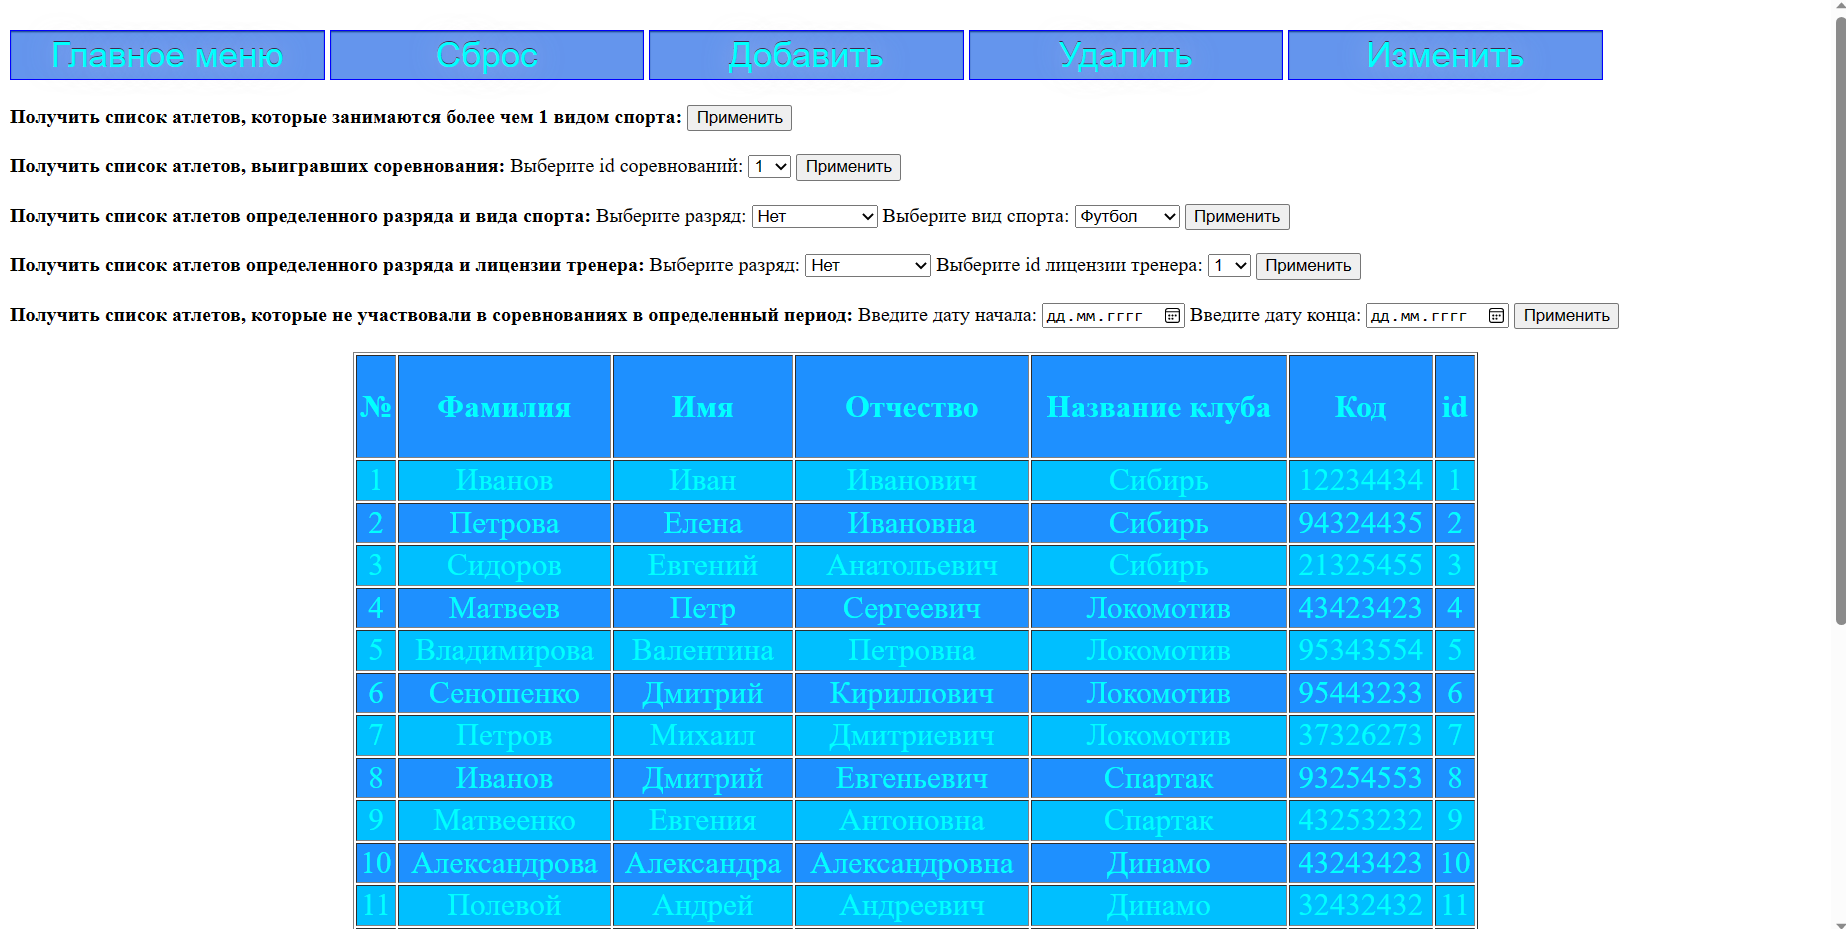 Главное меню Сброс Добавить Удалить Изменить
Получить список атлетов, которые занимаются более чем 1 видом спорта: Применить
Получить список атлетов, выигравших соревнования: Выберите id соревнований: 1 Применить
Получить список атлетов определенного разряда и вида спорта: Выберите разряд: Нет Выберите вид спорта: Футбол Применить
Получить список атлетов определенного разряда и лицензии тренера: Выберите разряд: Нет Выберите id лицензии тренера: 1 Применить
Получить список атлетов, которые не участвовали в соревнованиях в определенный период: Введите дату начала: дд.мм.гггг Введите дату конца: дд.мм.гггг Применить
№ Фамилия Имя Отчество Название клуба Код id
1 Иванов Иван Иванович Сибирь 12234434 1
2 Петрова Елена Ивановна Сибирь 94324435 2
3 Сидоров Евгений Анатольевич Сибирь 21325455 3
4 Матвеев Петр Сергеевич Локомотив 43423423 4
5 Владимирова Валентина Петровна Локомотив 95343554 5
6 Сеношенко Дмитрий Кириллович Локомотив 95443233 6
7 Петров Михаил Дмитриевич Локомотив 37326273 7
8 Иванов Дмитрий Евгеньевич Спартак 93254553 8
9 Матвеенко Евгения Антоновна Спартак 43253232 9
10 Александрова Александра Александровна Динамо 43243423 10
11 Полевой Андрей Андреевич Динамо 32432432 11